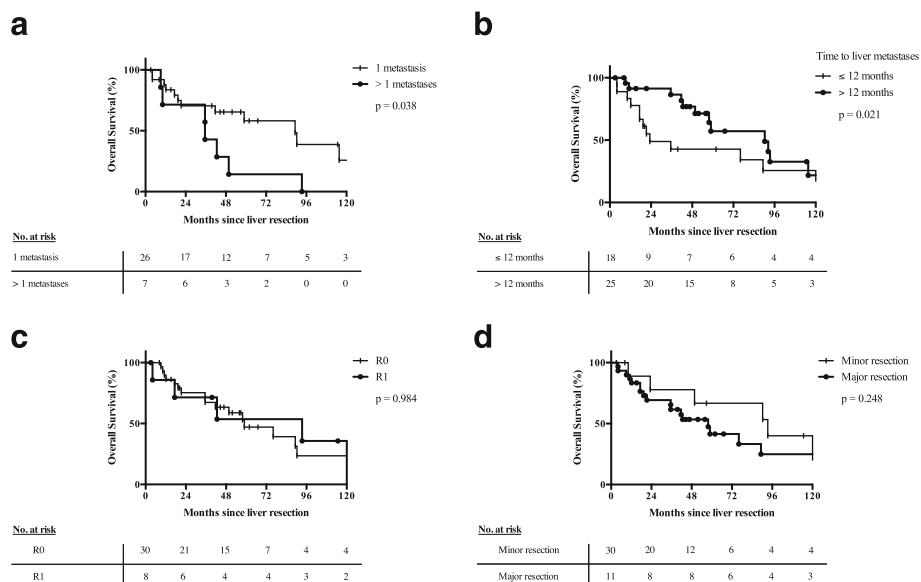 a
Overall Survival (%)
100
50
0
0 24 48 72 96 120
Months since liver resection
1 metastasis
> 1 metastases
p = 0.038
No. at risk
1 metastasis 26 17 12 7 5 3
> 1 metastases 7 6 3 2 0 0
b
Overall Survival (%)
100
50
0
0 24 48 72 96 120
Months since liver resection
Time to liver metastases
≤ 12 months
> 12 months
p = 0.021
No. at risk
≤ 12 months 18 9 7 6 4 4
> 12 months 25 20 15 8 5 3
c
Overall Survival (%)
100
50
0
0 24 48 72 96 120
Months since liver resection
R0
R1
p = 0.984
No. at risk
R0 30 21 15 7 4 4
R1 8 6 4 4 3 2
d
Overall Survival (%)
100
50
0
0 24 48 72 96 120
Months since liver resection
Minor resection
Major resection
p = 0.248
No. at risk
Minor resection 30 20 12 6 4 4
Major resection 11 8 8 6 4 3